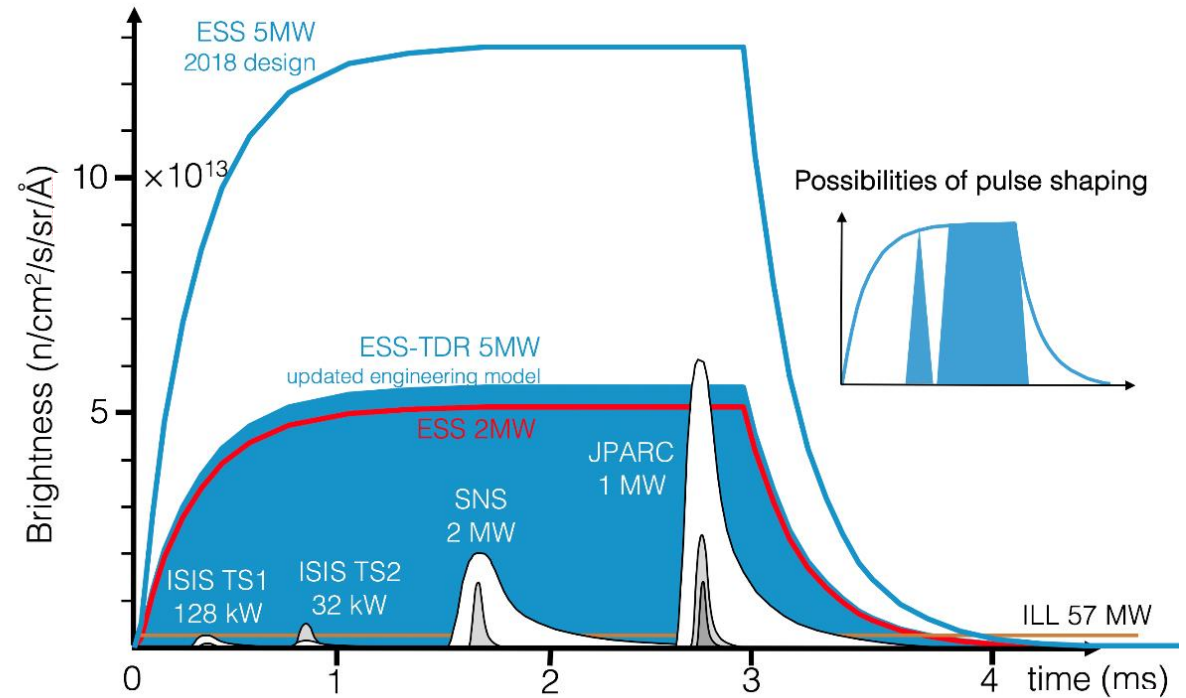 ESS 5MW
2018 design
10
×10¹³
Possibilities of pulse shaping
Brightness (n/cm²/s/sr/Å)
ESS-TDR 5MW
updated engineering model
5
ESS 2MW
JPARC
1 MW
SNS
2 MW
ISIS TS1
128 kW
ISIS TS2
32 kW
ILL 57 MW
0
1
2
3
4
time (ms)